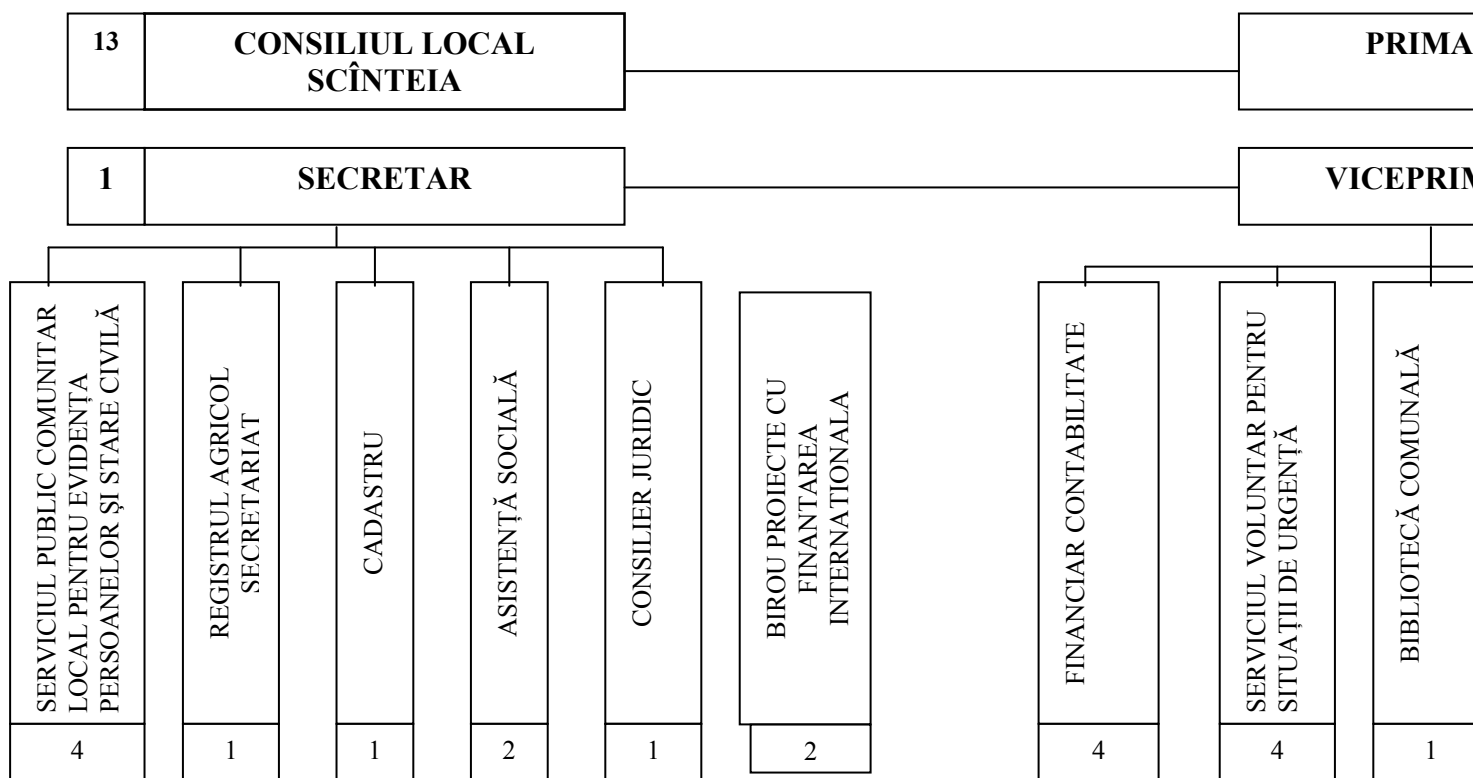 13
CONSILIUL LOCAL
SCÎNTEIA
PRIMA
1
SECRETAR
VICEPRIM
SERVICIUL PUBLIC COMUNITAR
LOCAL PENTRU EVIDENȚA
PERSOANELOR ȘI STARE CIVILĂ
4
REGISTRUL AGRICOL
SECRETARIAT
1
CADASTRU
1
ASISTENȚĂ SOCIALĂ
2
CONSILIER JURIDIC
1
BIROU PROIECTE CU
FINANTAREA
INTERNATIONALA
2
FINANCIAR CONTABILITATE
4
SERVICIUL VOLUNTAR PENTRU
SITUAȚII DE URGENȚĂ
4
BIBLIOTECĂ COMUNALĂ
1